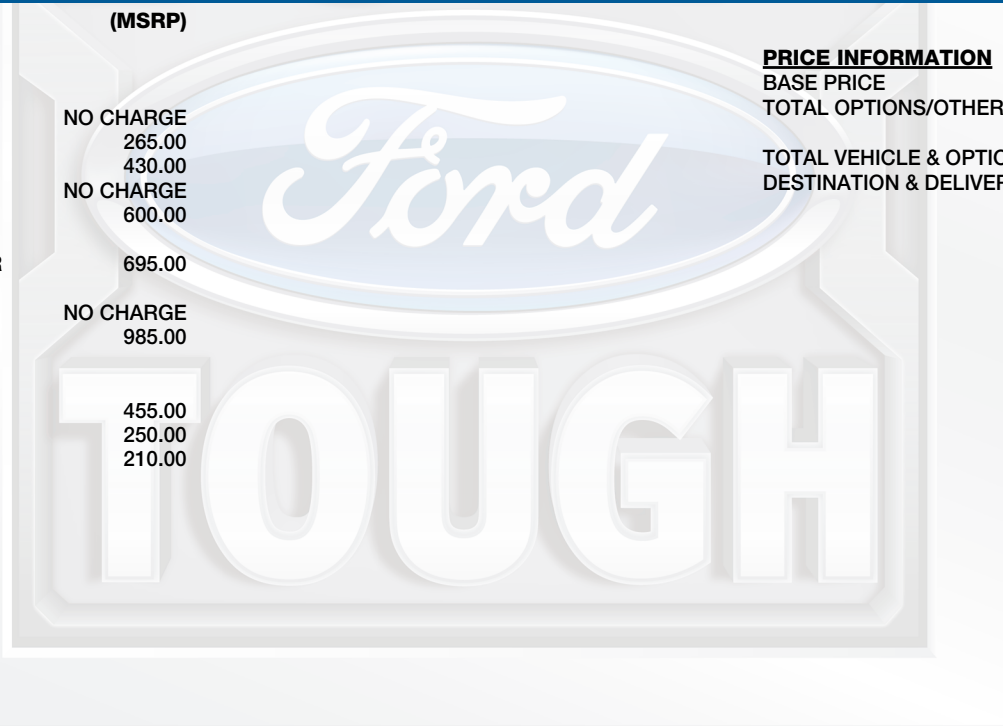 (MSRP)
NO CHARGE
265.00
430.00
NO CHARGE
600.00
R 695.00
NO CHARGE
985.00
455.00
250.00
210.00
PRICE INFORMATION
BASE PRICE
TOTAL OPTIONS/OTHER
TOTAL VEHICLE & OPTIO
DESTINATION & DELIVER
Ford
TOUGH